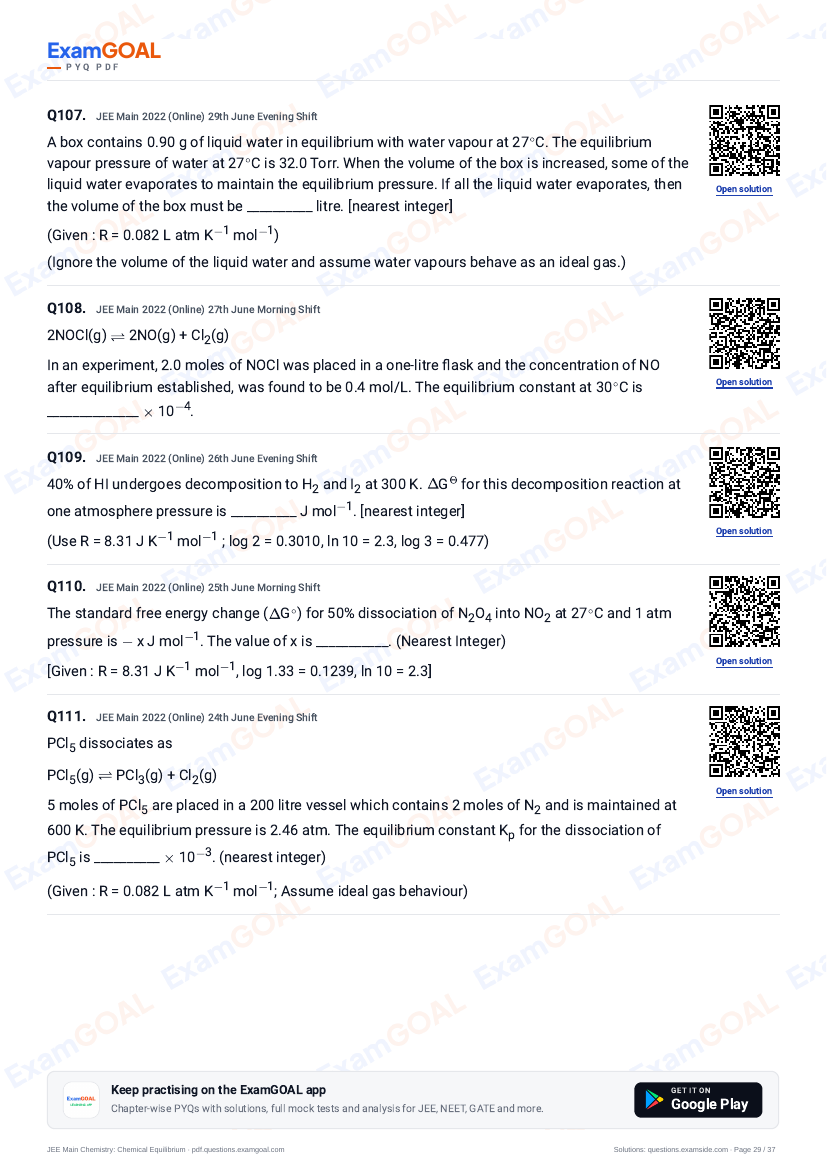 ExamGOAL
PYQ PDF
Q107. JEE Main 2022 (Online) 29th June Evening Shift
A box contains 0.90 g of liquid water in equilibrium with water vapour at 27°C. The equilibrium
vapour pressure of water at 27°C is 32.0 Torr. When the volume of the box is increased, some of the
liquid water evaporates to maintain the equilibrium pressure. If all the liquid water evaporates, then
the volume of the box must be __________ litre. [nearest integer]
(Given : R = 0.082 L atm K⁻¹ mol⁻¹)
(Ignore the volume of the liquid water and assume water vapours behave as an ideal gas.)
Open solution
Q108. JEE Main 2022 (Online) 27th June Morning Shift
2NOCl(g) ⇌ 2NO(g) + Cl₂(g)
In an experiment, 2.0 moles of NOCl was placed in a one-litre flask and the concentration of NO
after equilibrium established, was found to be 0.4 mol/L. The equilibrium constant at 30°C is
______________ × 10⁻⁴.
Open solution
Q109. JEE Main 2022 (Online) 26th June Evening Shift
40% of HI undergoes decomposition to H₂ and I₂ at 300 K. ΔG^⊖ for this decomposition reaction at
one atmosphere pressure is __________ J mol⁻¹. [nearest integer]
(Use R = 8.31 J K⁻¹ mol⁻¹ ; log 2 = 0.3010, ln 10 = 2.3, log 3 = 0.477)
Open solution
Q110. JEE Main 2022 (Online) 25th June Morning Shift
The standard free energy change (ΔG°) for 50% dissociation of N₂O₄ into NO₂ at 27°C and 1 atm
pressure is − x J mol⁻¹. The value of x is ___________. (Nearest Integer)
[Given : R = 8.31 J K⁻¹ mol⁻¹, log 1.33 = 0.1239, ln 10 = 2.3]
Open solution
Q111. JEE Main 2022 (Online) 24th June Evening Shift
PCl₅ dissociates as
PCl₅(g) ⇌ PCl₃(g) + Cl₂(g)
5 moles of PCl₅ are placed in a 200 litre vessel which contains 2 moles of N₂ and is maintained at
600 K. The equilibrium pressure is 2.46 atm. The equilibrium constant Kₚ for the dissociation of
PCl₅ is __________ × 10⁻³. (nearest integer)
(Given : R = 0.082 L atm K⁻¹ mol⁻¹; Assume ideal gas behaviour)
Open solution
ExamGOAL
Keep practising on the ExamGOAL app
Chapter-wise PYQs with solutions, full mock tests and analysis for JEE, NEET, GATE and more.
GET IT ON
Google Play
JEE Main Chemistry: Chemical Equilibrium · pdf.questions.examgoal.com
Solutions: questions.examside.com · Page 29 / 37